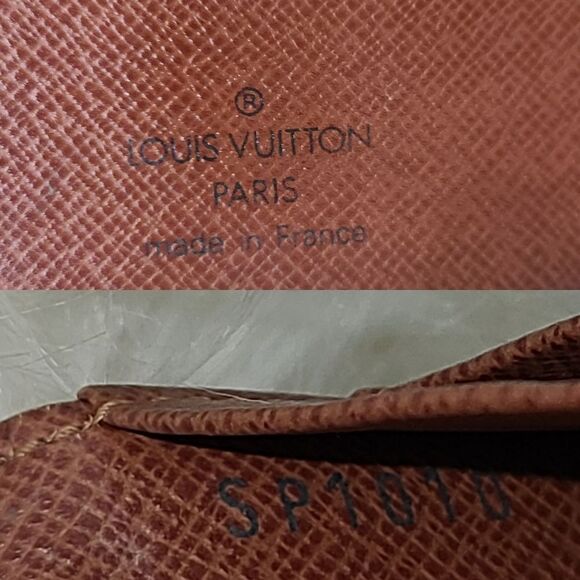 ®
LOUIS VUITTON
PARIS
made in France
SP1010